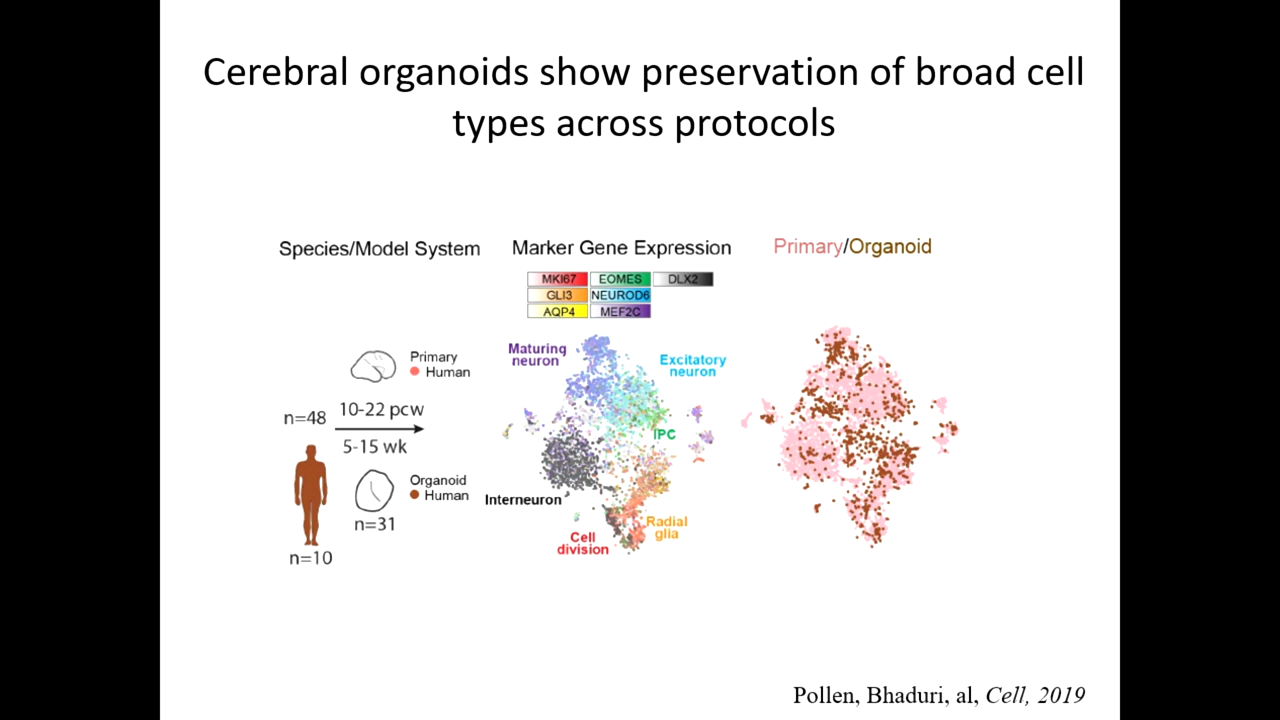 Cerebral organoids show preservation of broad cell
types across protocols
Species/Model System
Marker Gene Expression
Primary/Organoid
MKI67 EOMES DLX2
GLI3 NEUROD6
AQP4 MEF2C
Primary
Human
n=48
10-22 pcw
5-15 wk
Organoid
Human
n=31
n=10
Maturing
neuron
Excitatory
neuron
IPC
Interneuron
Radial
glia
Cell
division
Pollen, Bhaduri, al, Cell, 2019